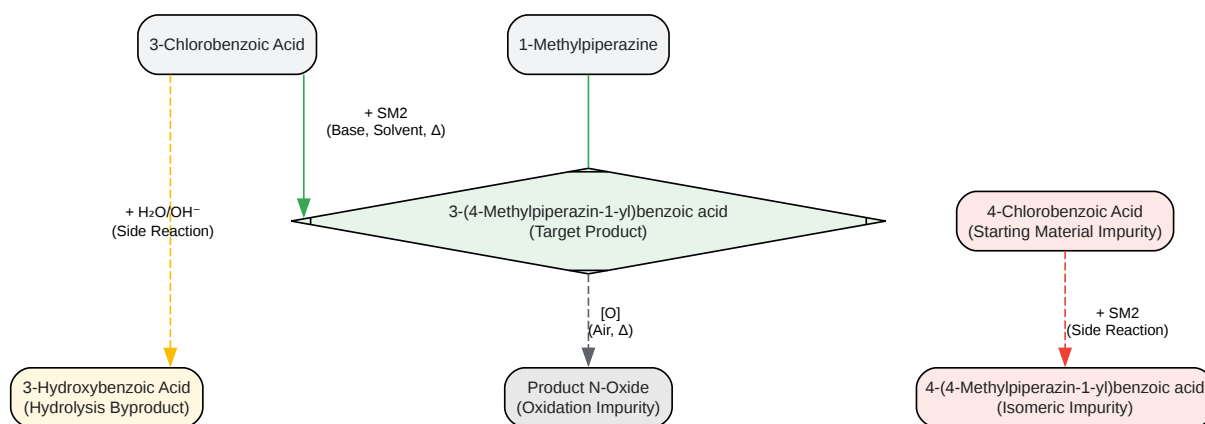 3-Chlorobenzoic Acid
1-Methylpiperazine
+ SM2
(Base, Solvent, Δ)
+ H₂O/OH⁻
(Side Reaction)
3-(4-Methylpiperazin-1-yl)benzoic acid
(Target Product)
4-Chlorobenzoic Acid
(Starting Material Impurity)
[O]
(Air, Δ)
+ SM2
(Side Reaction)
3-Hydroxybenzoic Acid
(Hydrolysis Byproduct)
Product N-Oxide
(Oxidation Impurity)
4-(4-Methylpiperazin-1-yl)benzoic acid
(Isomeric Impurity)